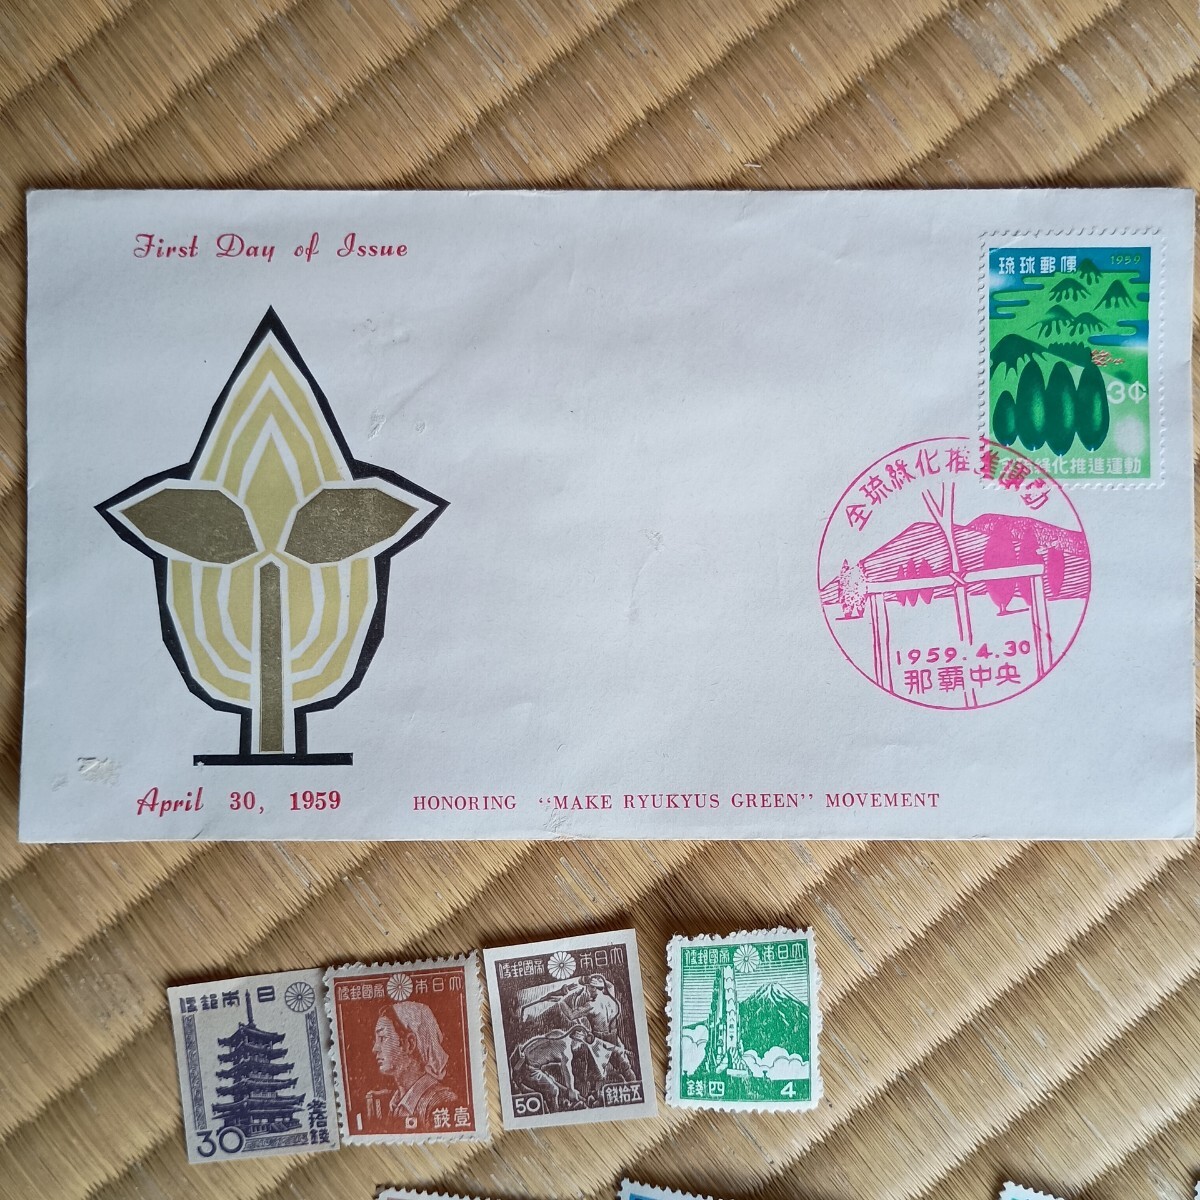 First Day of Issue
琉球郵便 1959
3¢
全琉緑化推進運動
全琉緑化推進運動
1959.4.30
那覇中央
April 30, 1959
HONORING “MAKE RYUKYUS GREEN” MOVEMENT
便郵本日
30
便郵國帝本日大
1
錢壹
便郵國帝本日大
50
錢拾五
便郵國帝本日大
錢四
4